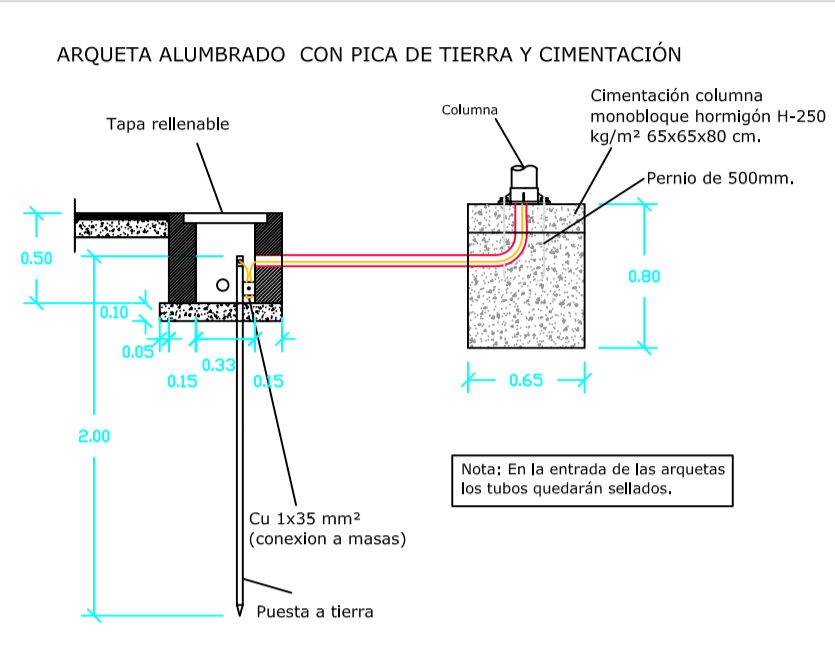 ARQUETA ALUMBRADO CON PICA DE TIERRA Y CIMENTACIÓN
Tapa rellenable
Columna
Cimentación columna
monobloque hormigón H-250
kg/m² 65x65x80 cm.
Pernio de 500mm.
0.50
0.10
0.05
0.15
0.33
0.15
2.00
0.80
0.65
Nota: En la entrada de las arquetas
los tubos quedarán sellados.
Cu 1x35 mm²
(conexion a masas)
Puesta a tierra